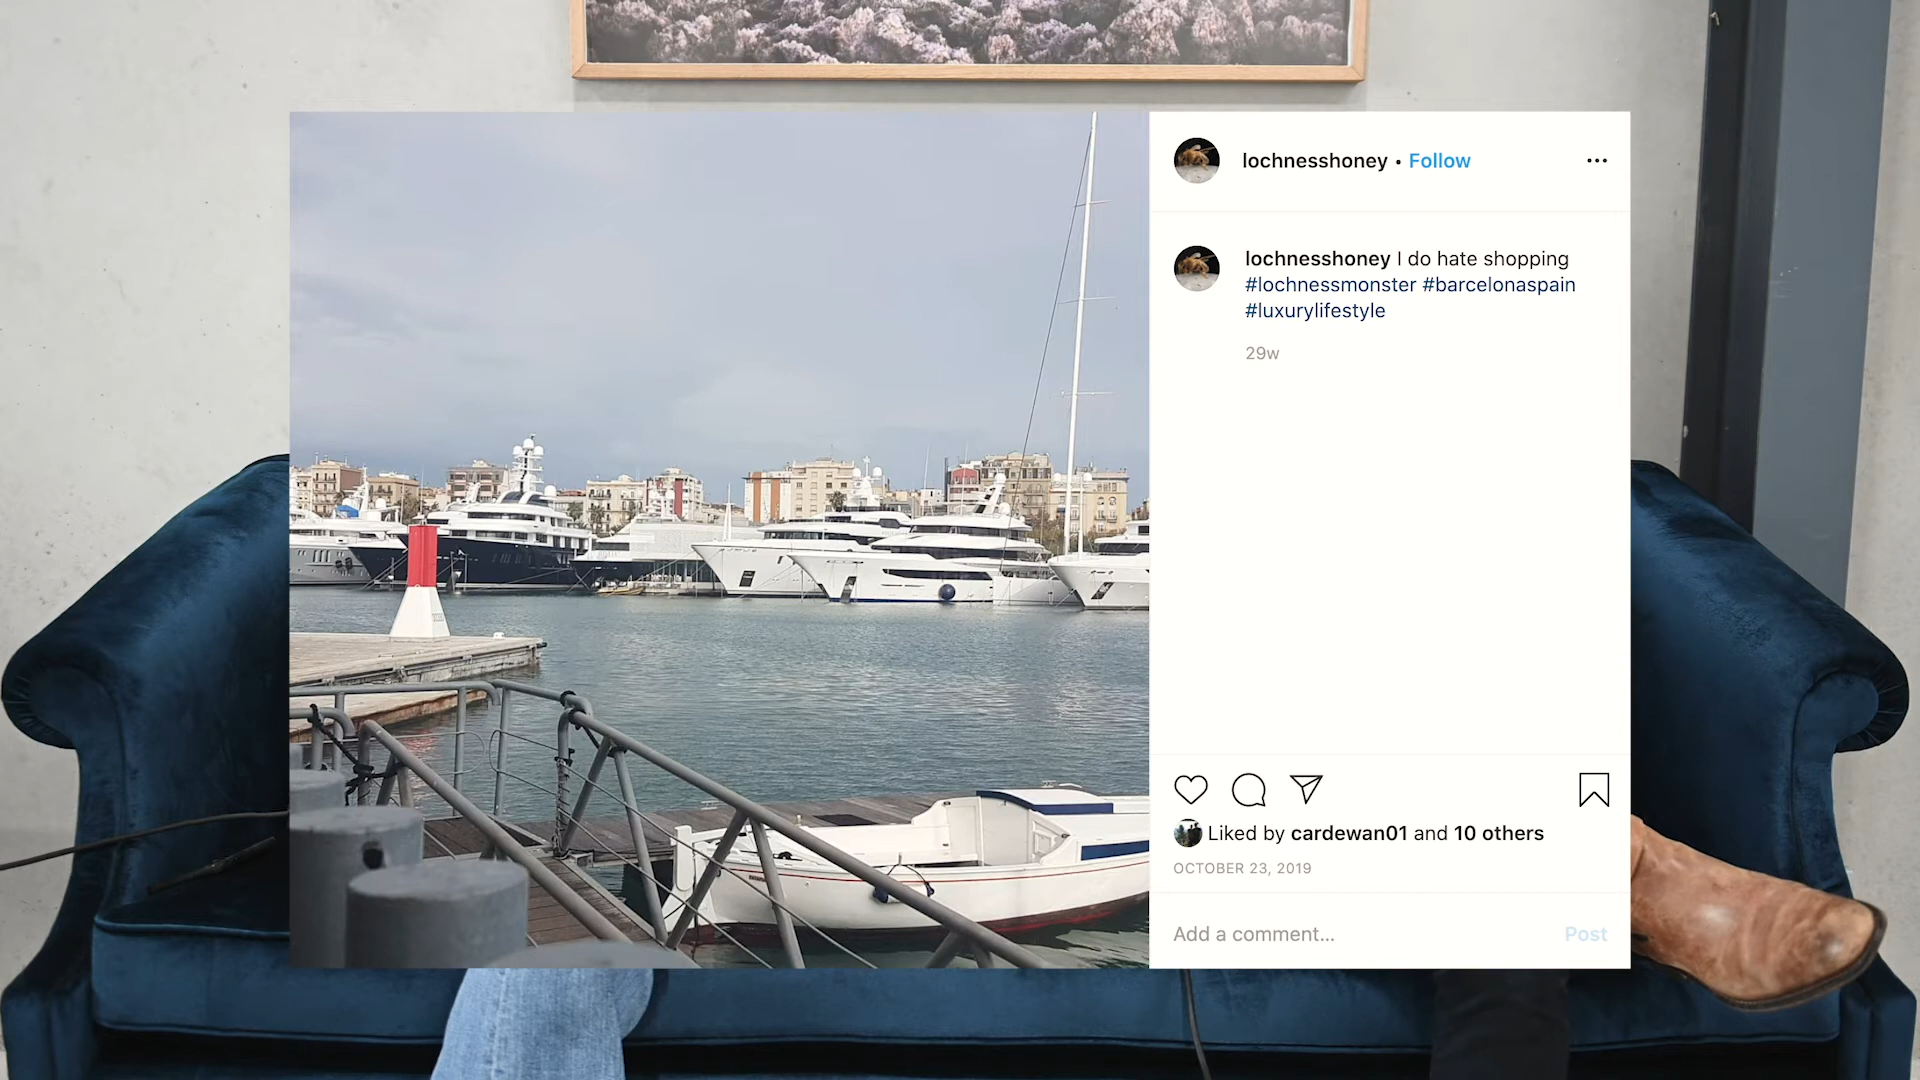 lochnesshoney • Follow
lochnesshoney I do hate shopping
#lochnessmonster #barcelonaspain
#luxurylifestyle
29w
Liked by cardewan01 and 10 others
OCTOBER 23, 2019
Add a comment...
Post